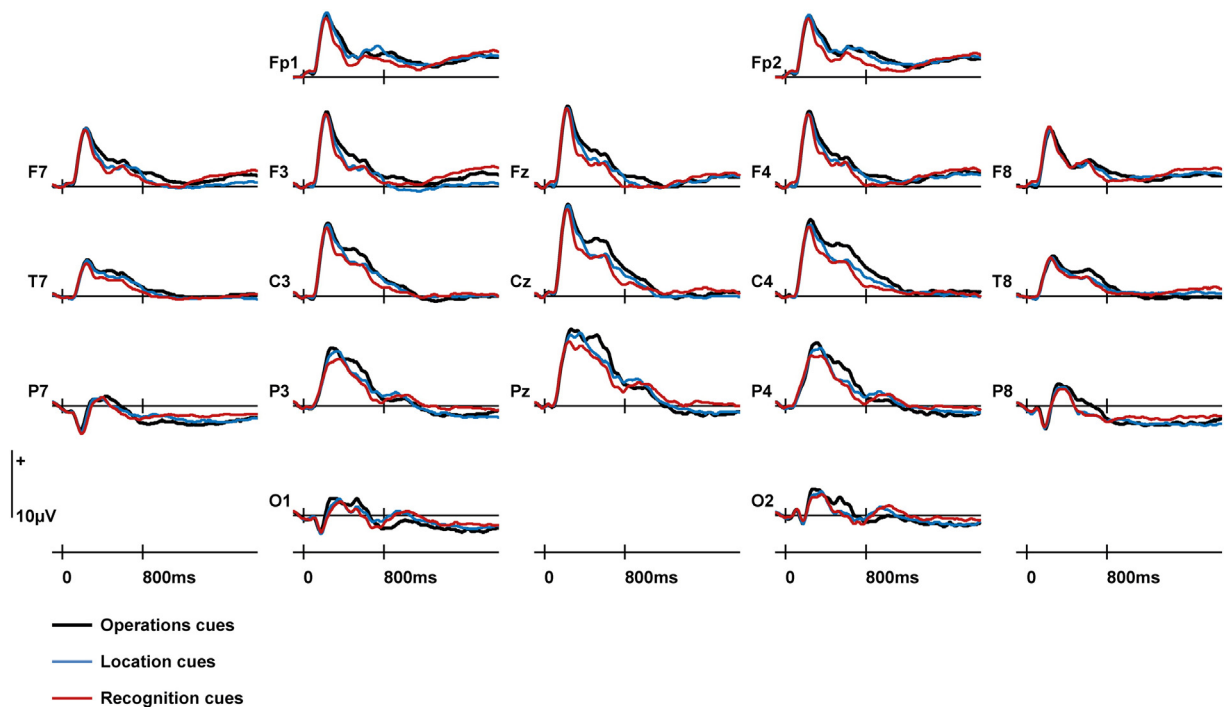 Fp1 Fp2
F7 F3 Fz F4 F8
T7 C3 Cz C4 T8
P7 P3 Pz P4 P8
+
10µV
O1 O2
0 800ms 0 800ms 0 800ms 0 800ms 0 800ms
Operations cues
Location cues
Recognition cues